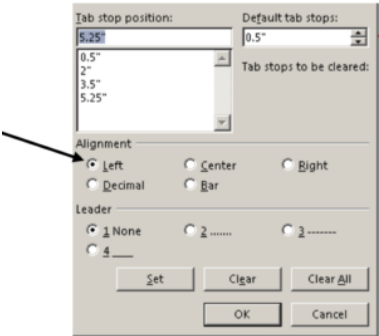 Tab stop position: Default tab stops:
5.25" 0.5"
0.5" Tab stops to be cleared:
2"
3.5"
5.25"
Alignment
Left Center Right
Decimal Bar
Leader
1 None 2 ....... 3 -------
4 ___
Set Clear Clear All
OK Cancel